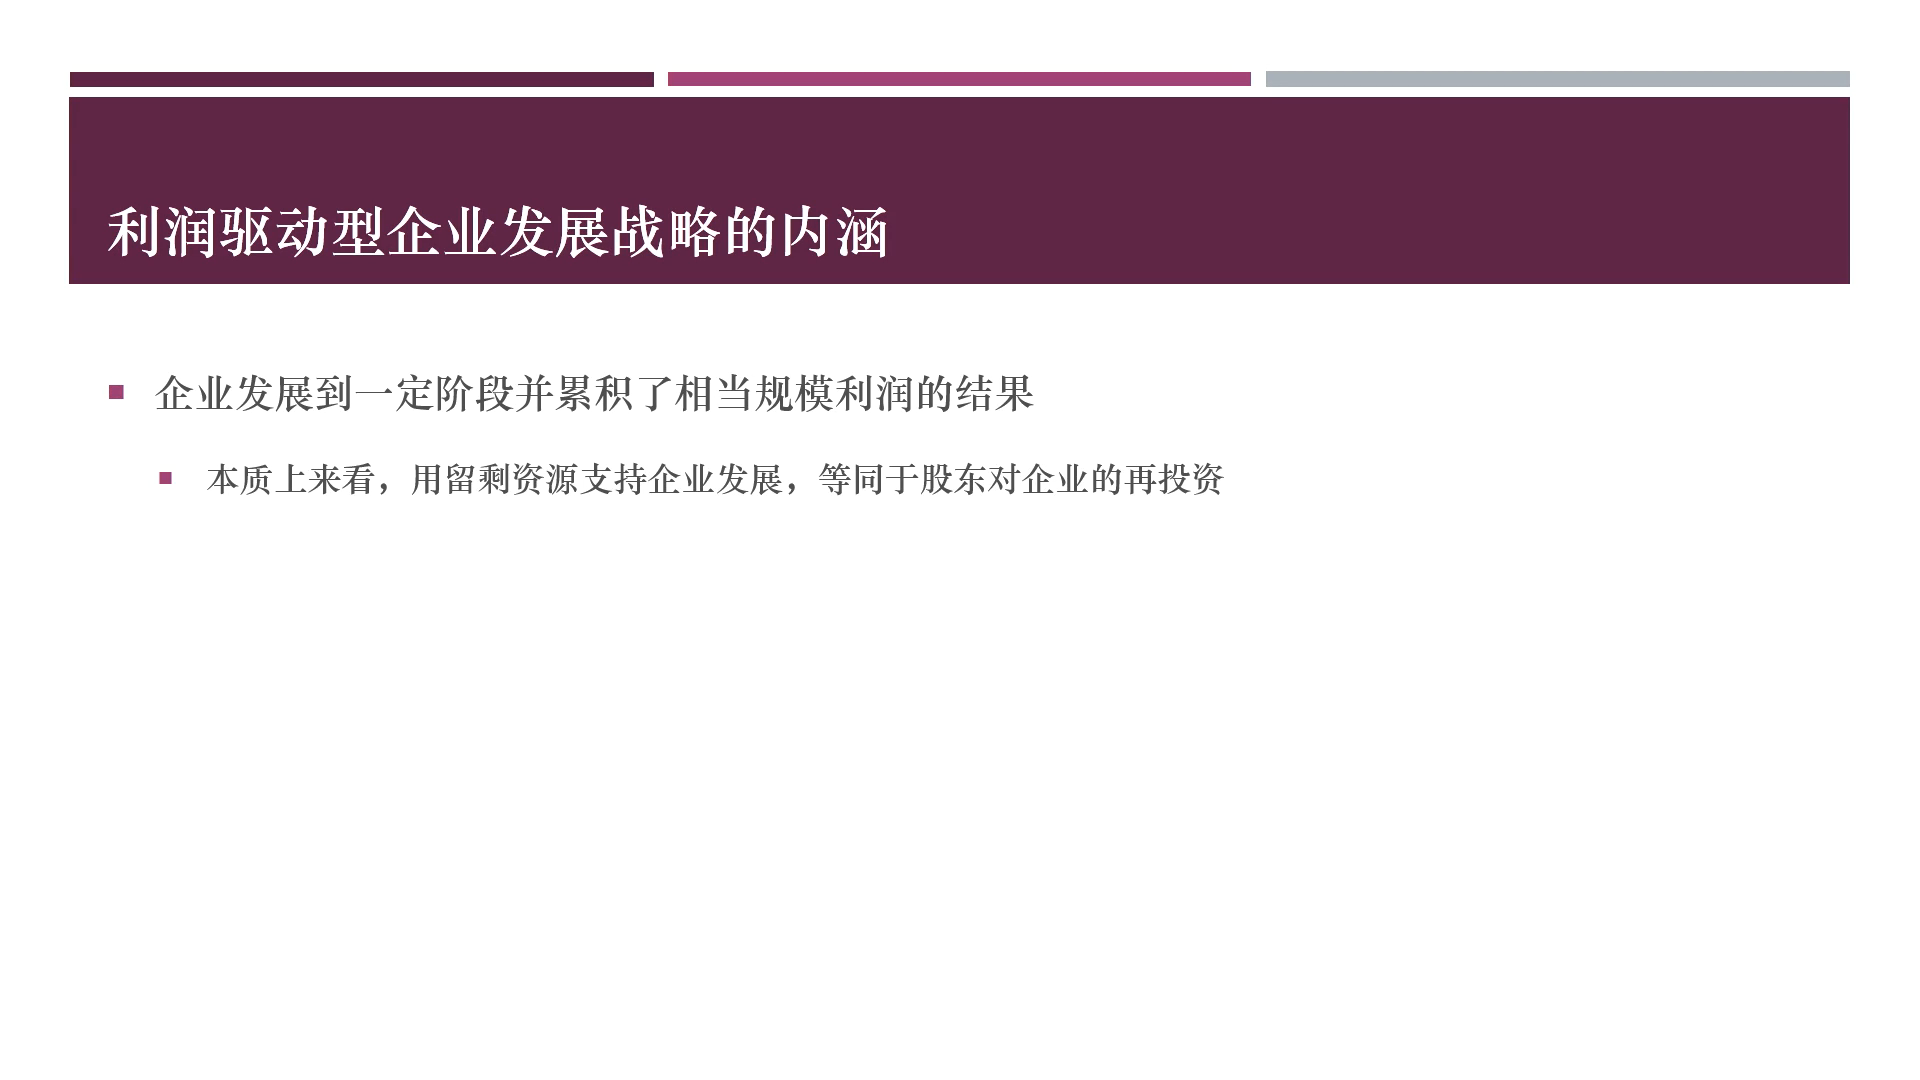 利润驱动型企业发展战略的内涵
企业发展到一定阶段并累积了相当规模利润的结果
本质上来看，用留剩资源支持企业发展，等同于股东对企业的再投资